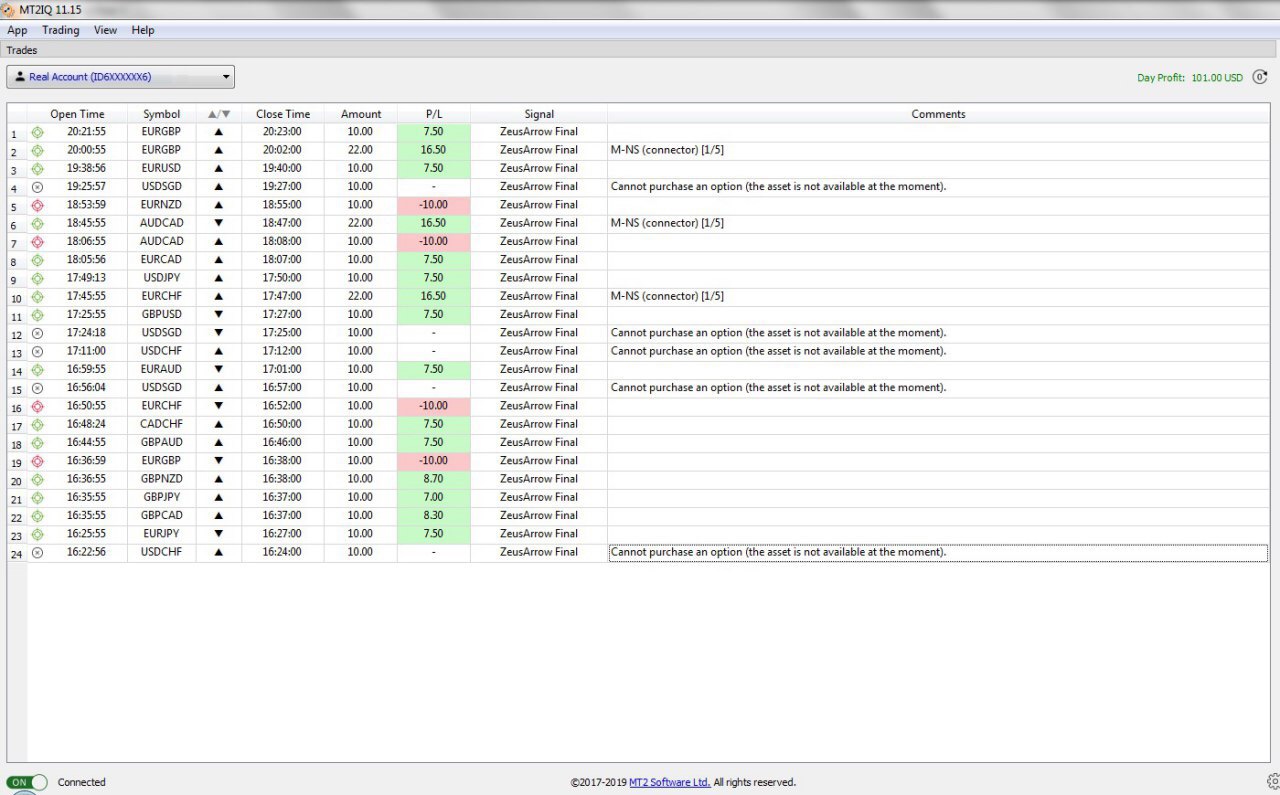 MT2IQ 11.15
App Trading View Help
Trades
Real Account (ID6XXXXXX6) Day Profit: 101.00 USD
Open Time Symbol ▲/▼ Close Time Amount P/L Signal Comments
1 20:21:55 EURGBP ▲ 20:23:00 10.00 7.50 ZeusArrow Final
2 20:00:55 EURGBP ▲ 20:02:00 22.00 16.50 ZeusArrow Final M-NS (connector) [1/5]
3 19:38:56 EURUSD ▲ 19:40:00 10.00 7.50 ZeusArrow Final
4 19:25:57 USDSGD ▲ 19:27:00 10.00 - ZeusArrow Final Cannot purchase an option (the asset is not available at the moment).
5 18:53:59 EURNZD ▲ 18:55:00 10.00 -10.00 ZeusArrow Final
6 18:45:55 AUDCAD ▼ 18:47:00 22.00 16.50 ZeusArrow Final M-NS (connector) [1/5]
7 18:06:55 AUDCAD ▲ 18:08:00 10.00 -10.00 ZeusArrow Final
8 18:05:56 EURCAD ▲ 18:07:00 10.00 7.50 ZeusArrow Final
9 17:49:13 USDJPY ▲ 17:50:00 10.00 7.50 ZeusArrow Final
10 17:45:55 EURCHF ▲ 17:47:00 22.00 16.50 ZeusArrow Final M-NS (connector) [1/5]
11 17:25:55 GBPUSD ▼ 17:27:00 10.00 7.50 ZeusArrow Final
12 17:24:18 USDSGD ▼ 17:25:00 10.00 - ZeusArrow Final Cannot purchase an option (the asset is not available at the moment).
13 17:11:00 USDCHF ▲ 17:12:00 10.00 - ZeusArrow Final Cannot purchase an option (the asset is not available at the moment).
14 16:59:55 EURAUD ▼ 17:01:00 10.00 7.50 ZeusArrow Final
15 16:56:04 USDSGD ▲ 16:57:00 10.00 - ZeusArrow Final Cannot purchase an option (the asset is not available at the moment).
16 16:50:55 EURCHF ▼ 16:52:00 10.00 -10.00 ZeusArrow Final
17 16:48:24 CADCHF ▲ 16:50:00 10.00 7.50 ZeusArrow Final
18 16:44:55 GBPAUD ▲ 16:46:00 10.00 7.50 ZeusArrow Final
19 16:36:59 EURGBP ▼ 16:38:00 10.00 -10.00 ZeusArrow Final
20 16:36:55 GBPNZD ▲ 16:38:00 10.00 8.70 ZeusArrow Final
21 16:35:55 GBPJPY ▲ 16:37:00 10.00 7.00 ZeusArrow Final
22 16:35:55 GBPCAD ▲ 16:37:00 10.00 8.30 ZeusArrow Final
23 16:25:55 EURJPY ▼ 16:27:00 10.00 7.50 ZeusArrow Final
24 16:22:56 USDCHF ▲ 16:24:00 10.00 - ZeusArrow Final Cannot purchase an option (the asset is not available at the moment).
ON Connected ©2017-2019 MT2 Software Ltd. All rights reserved.